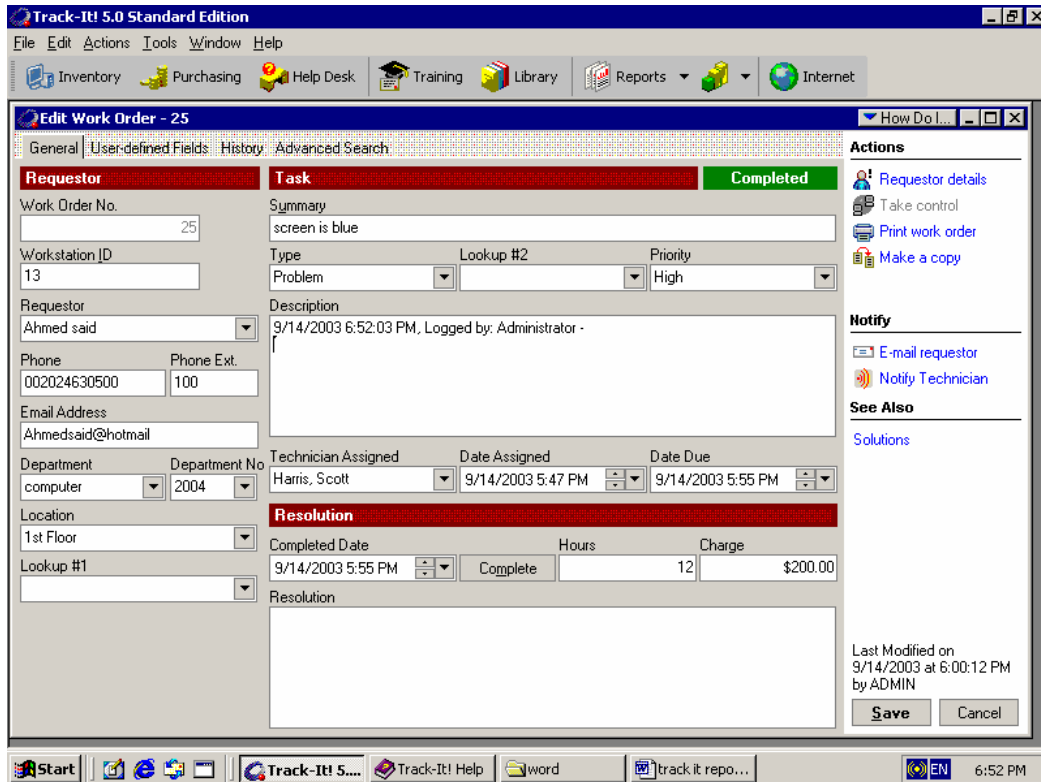 Track-It! 5.0 Standard Edition
File Edit Actions Tools Window Help
Inventory Purchasing Help Desk Training Library Reports Internet
Edit Work Order - 25
How Do I...
General User-defined Fields History Advanced Search
Requestor
Work Order No.
25
Workstation ID
13
Requestor
Ahmed said
Phone Phone Ext.
002024630500 100
Email Address
Ahmedsaid@hotmail
Department Department No
computer 2004
Location
1st Floor
Lookup #1
Task Completed
Summary
screen is blue
Type Lookup #2 Priority
Problem High
Description
9/14/2003 6:52:03 PM, Logged by: Administrator -
Technician Assigned Date Assigned Date Due
Harris, Scott 9/14/2003 5:47 PM 9/14/2003 5:55 PM
Resolution
Completed Date Hours Charge
9/14/2003 5:55 PM Complete 12 $200.00
Resolution
Actions
Requestor details
Take control
Print work order
Make a copy
Notify
E-mail requestor
Notify Technician
See Also
Solutions
Last Modified on
9/14/2003 at 6:00:12 PM
by ADMIN
Save Cancel
Start Track-It! 5.... Track-It! Help word track it repo... EN 6:52 PM